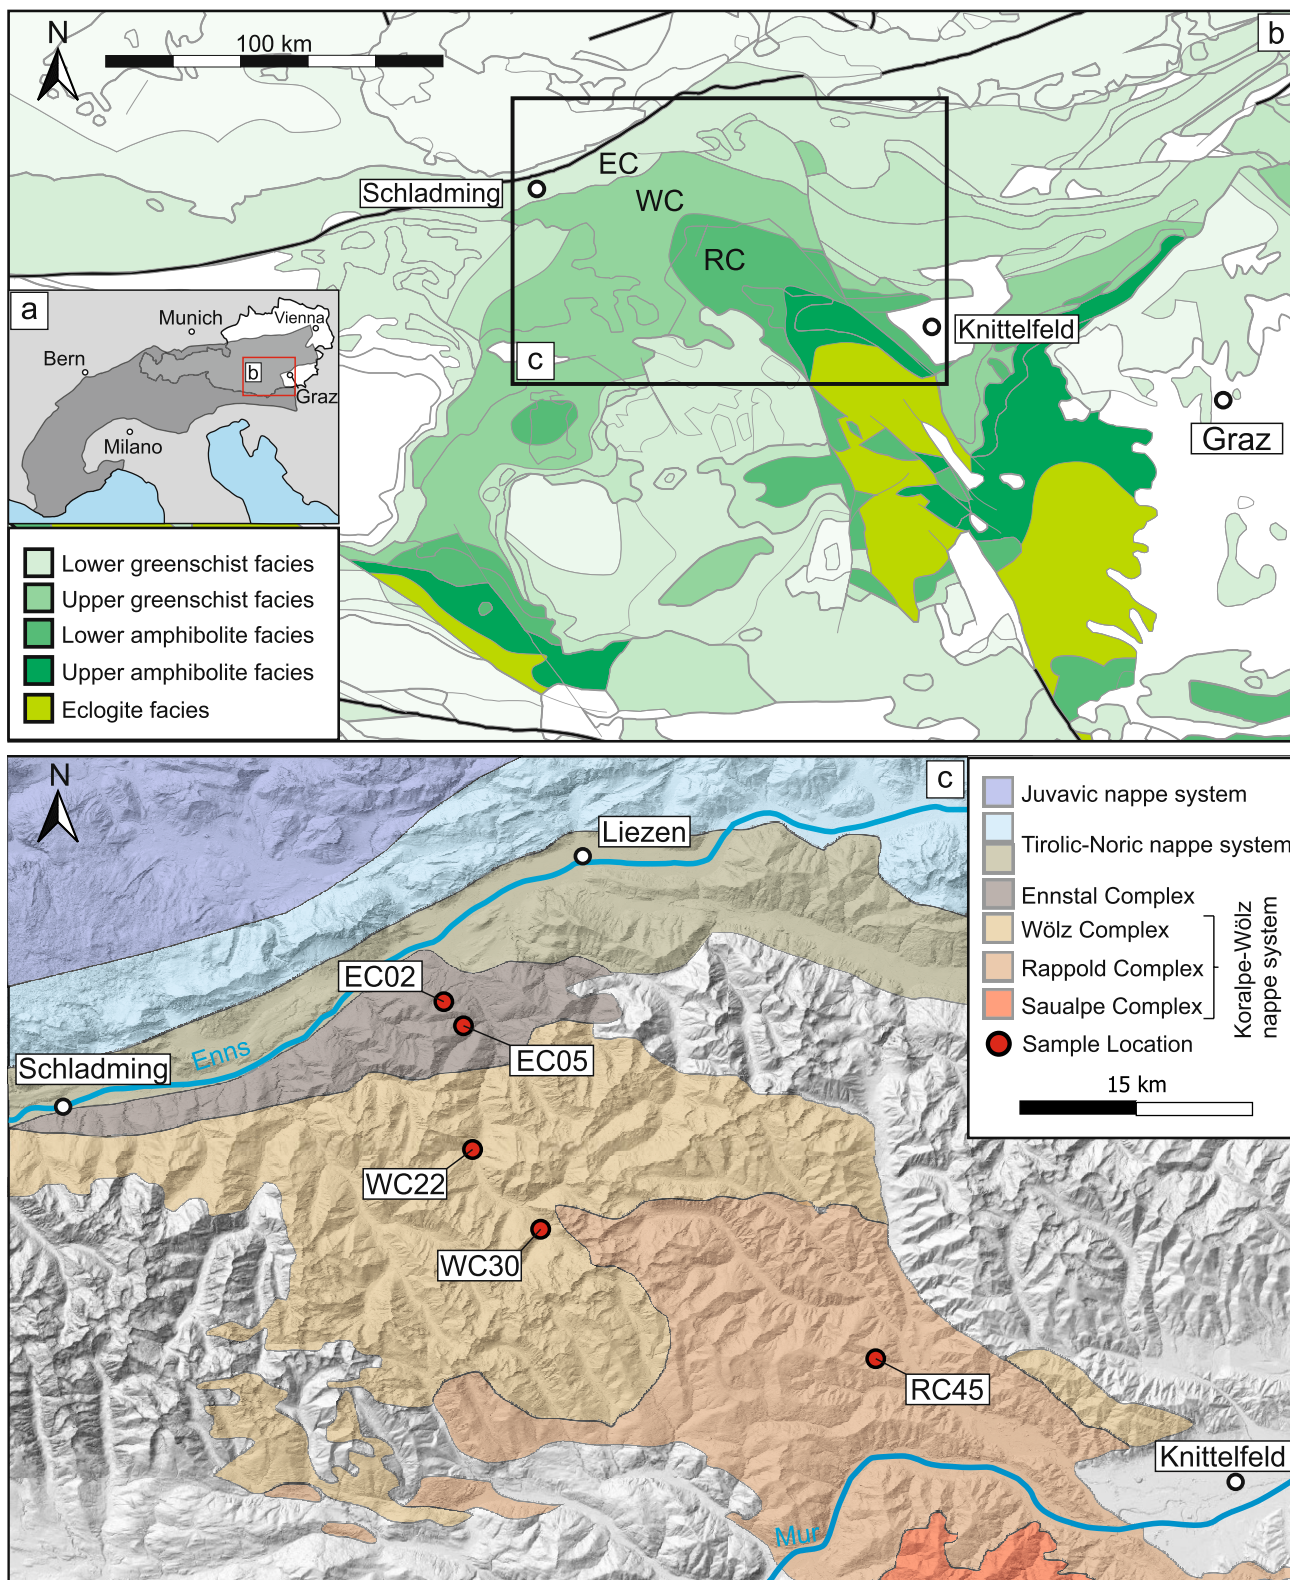 N
100 km
b
EC
Schladming
WC
RC
Knittelfeld
c
Graz
a
Munich
Vienna
Bern
b
Graz
Milano
Lower greenschist facies
Upper greenschist facies
Lower amphibolite facies
Upper amphibolite facies
Eclogite facies
N
c
Liezen
EC02
EC05
Enns
Schladming
WC22
WC30
RC45
Knittelfeld
Mur
Juvavic nappe system
Tirolic-Noric nappe system
Ennstal Complex
Wölz Complex
Rappold Complex
Saualpe Complex
Koralpe-Wölz
nappe system
Sample Location
15 km